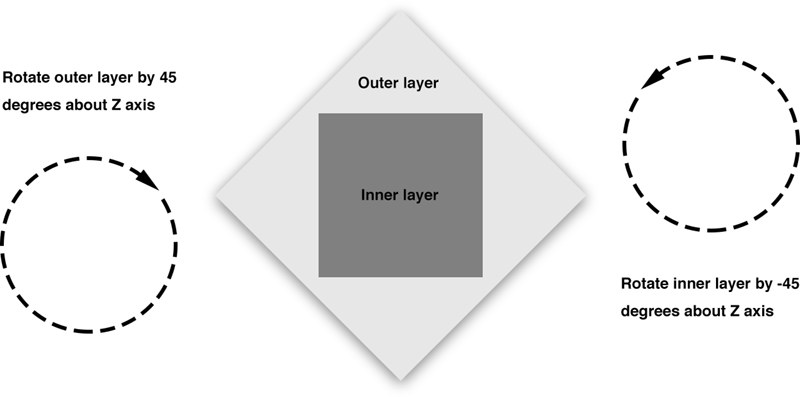 Rotate outer layer by 45
degrees about Z axis
Outer layer
Inner layer
Rotate inner layer by -45
degrees about Z axis